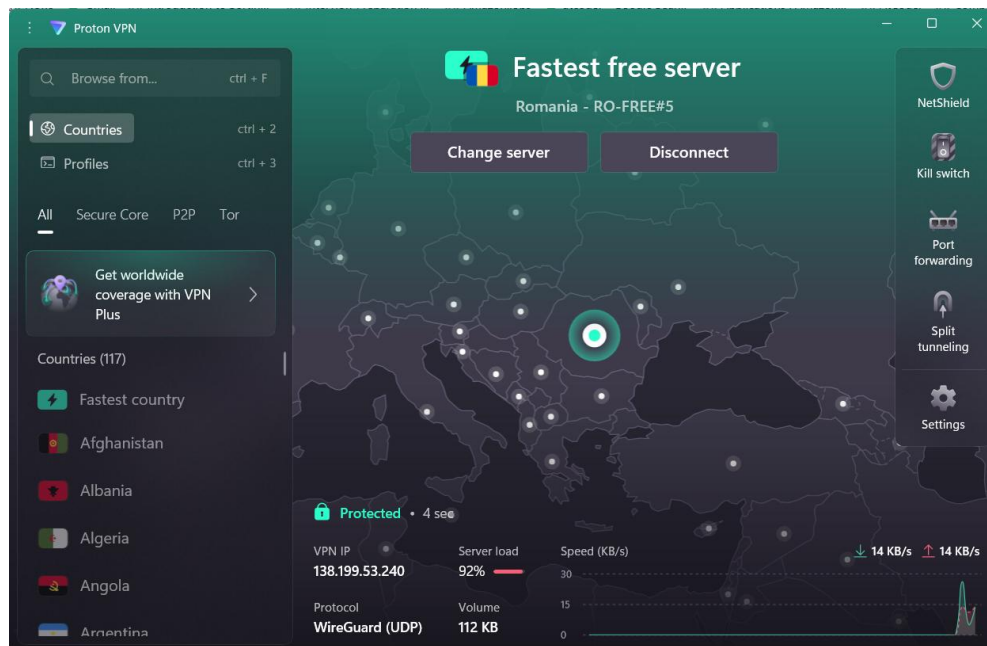 Proton VPN
Browse from...
ctrl + F
Countries
ctrl + 2
Profiles
ctrl + 3
All
Secure Core
P2P
Tor
Get worldwide
coverage with VPN
Plus
Countries (117)
Fastest country
Afghanistan
Albania
Algeria
Angola
Argentina
Fastest free server
Romania - RO-FREE#5
Change server
Disconnect
Protected • 4 sec
VPN IP
138.199.53.240
Server load
92%
Protocol
WireGuard (UDP)
Volume
112 KB
Speed (KB/s)
14 KB/s
14 KB/s
30
15
0
NetShield
Kill switch
Port
forwarding
Split
tunneling
Settings